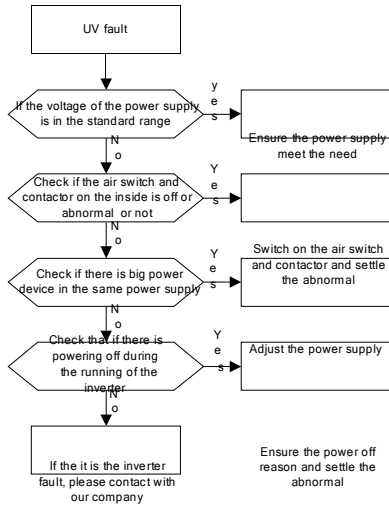 UV fault
If the voltage of the power supply
is in the standard range
y
e
s
Ensure the power supply
meet the need
N
o
Check if the air switch and
contactor on the inside is off or
abnormal or not
Y
e
s
Switch on the air switch
and contactor and settle
the abnormal
N
o
Check if there is big power
device in the same power supply
Y
e
s
Adjust the power supply
N
o
Check that if there is
powering off during
the running of the
inverter
Y
e
s
Ensure the power off
reason and settle the
abnormal
N
o
If the it is the inverter
fault, please contact with
our company